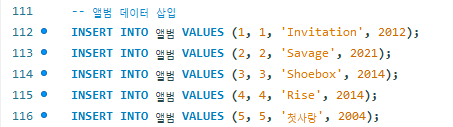 111 -- 앨범 데이터 삽입
112 INSERT INTO 앨범 VALUES (1, 1, 'Invitation', 2012);
113 INSERT INTO 앨범 VALUES (2, 2, 'Savage', 2021);
114 INSERT INTO 앨범 VALUES (3, 3, 'Shoebox', 2014);
115 INSERT INTO 앨범 VALUES (4, 4, 'Rise', 2014);
116 INSERT INTO 앨범 VALUES (5, 5, '첫사랑', 2004);